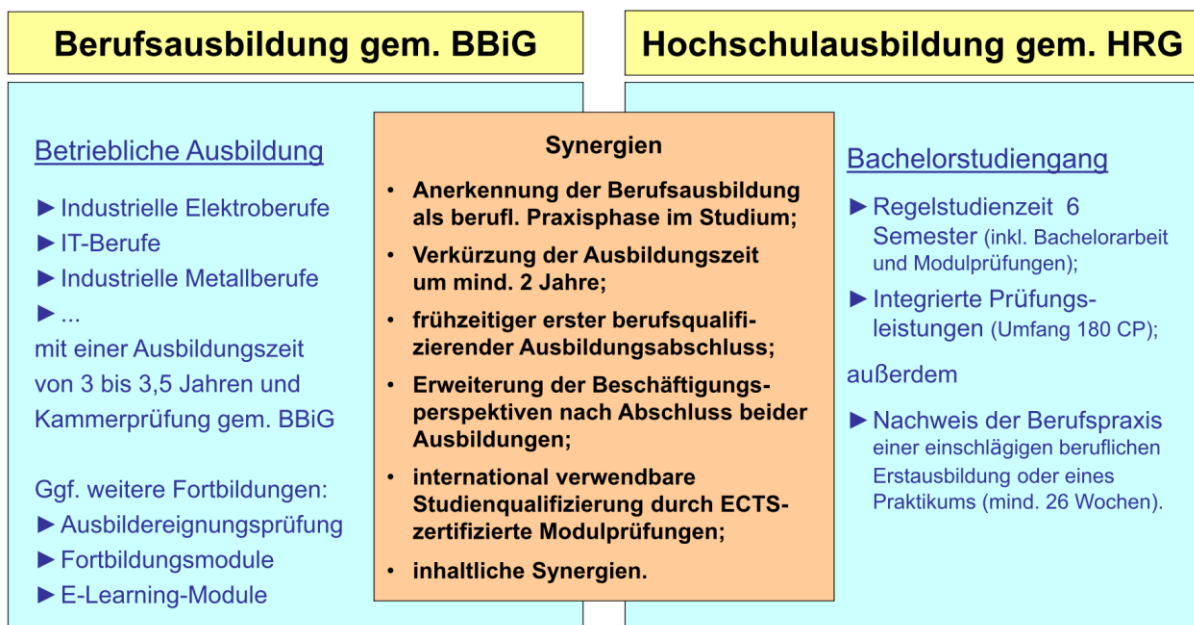 Berufsausbildung gem. BBiG
Hochschulausbildung gem. HRG
Betriebliche Ausbildung
► Industrielle Elektroberufe
► IT-Berufe
► Industrielle Metallberufe
► ...
mit einer Ausbildungszeit
von 3 bis 3,5 Jahren und
Kammerprüfung gem. BBiG
Ggf. weitere Fortbildungen:
► Ausbildereignungsprüfung
► Fortbildungsmodule
► E-Learning-Module
Synergien
• Anerkennung der Berufsausbildung
als berufl. Praxisphase im Studium;
• Verkürzung der Ausbildungszeit
um mind. 2 Jahre;
• frühzeitiger erster berufsqualifi-
zierender Ausbildungsabschluss;
• Erweiterung der Beschäftigungs-
perspektiven nach Abschluss beider
Ausbildungen;
• international verwendbare
Studienqualifizierung durch ECTS-
zertifizierte Modulprüfungen;
• inhaltliche Synergien.
Bachelorstudiengang
► Regelstudienzeit 6
Semester (inkl. Bachelorarbeit
und Modulprüfungen);
► Integrierte Prüfungs-
leistungen (Umfang 180 CP);
außerdem
► Nachweis der Berufspraxis
einer einschlägigen beruflichen
Erstausbildung oder eines
Praktikums (mind. 26 Wochen).